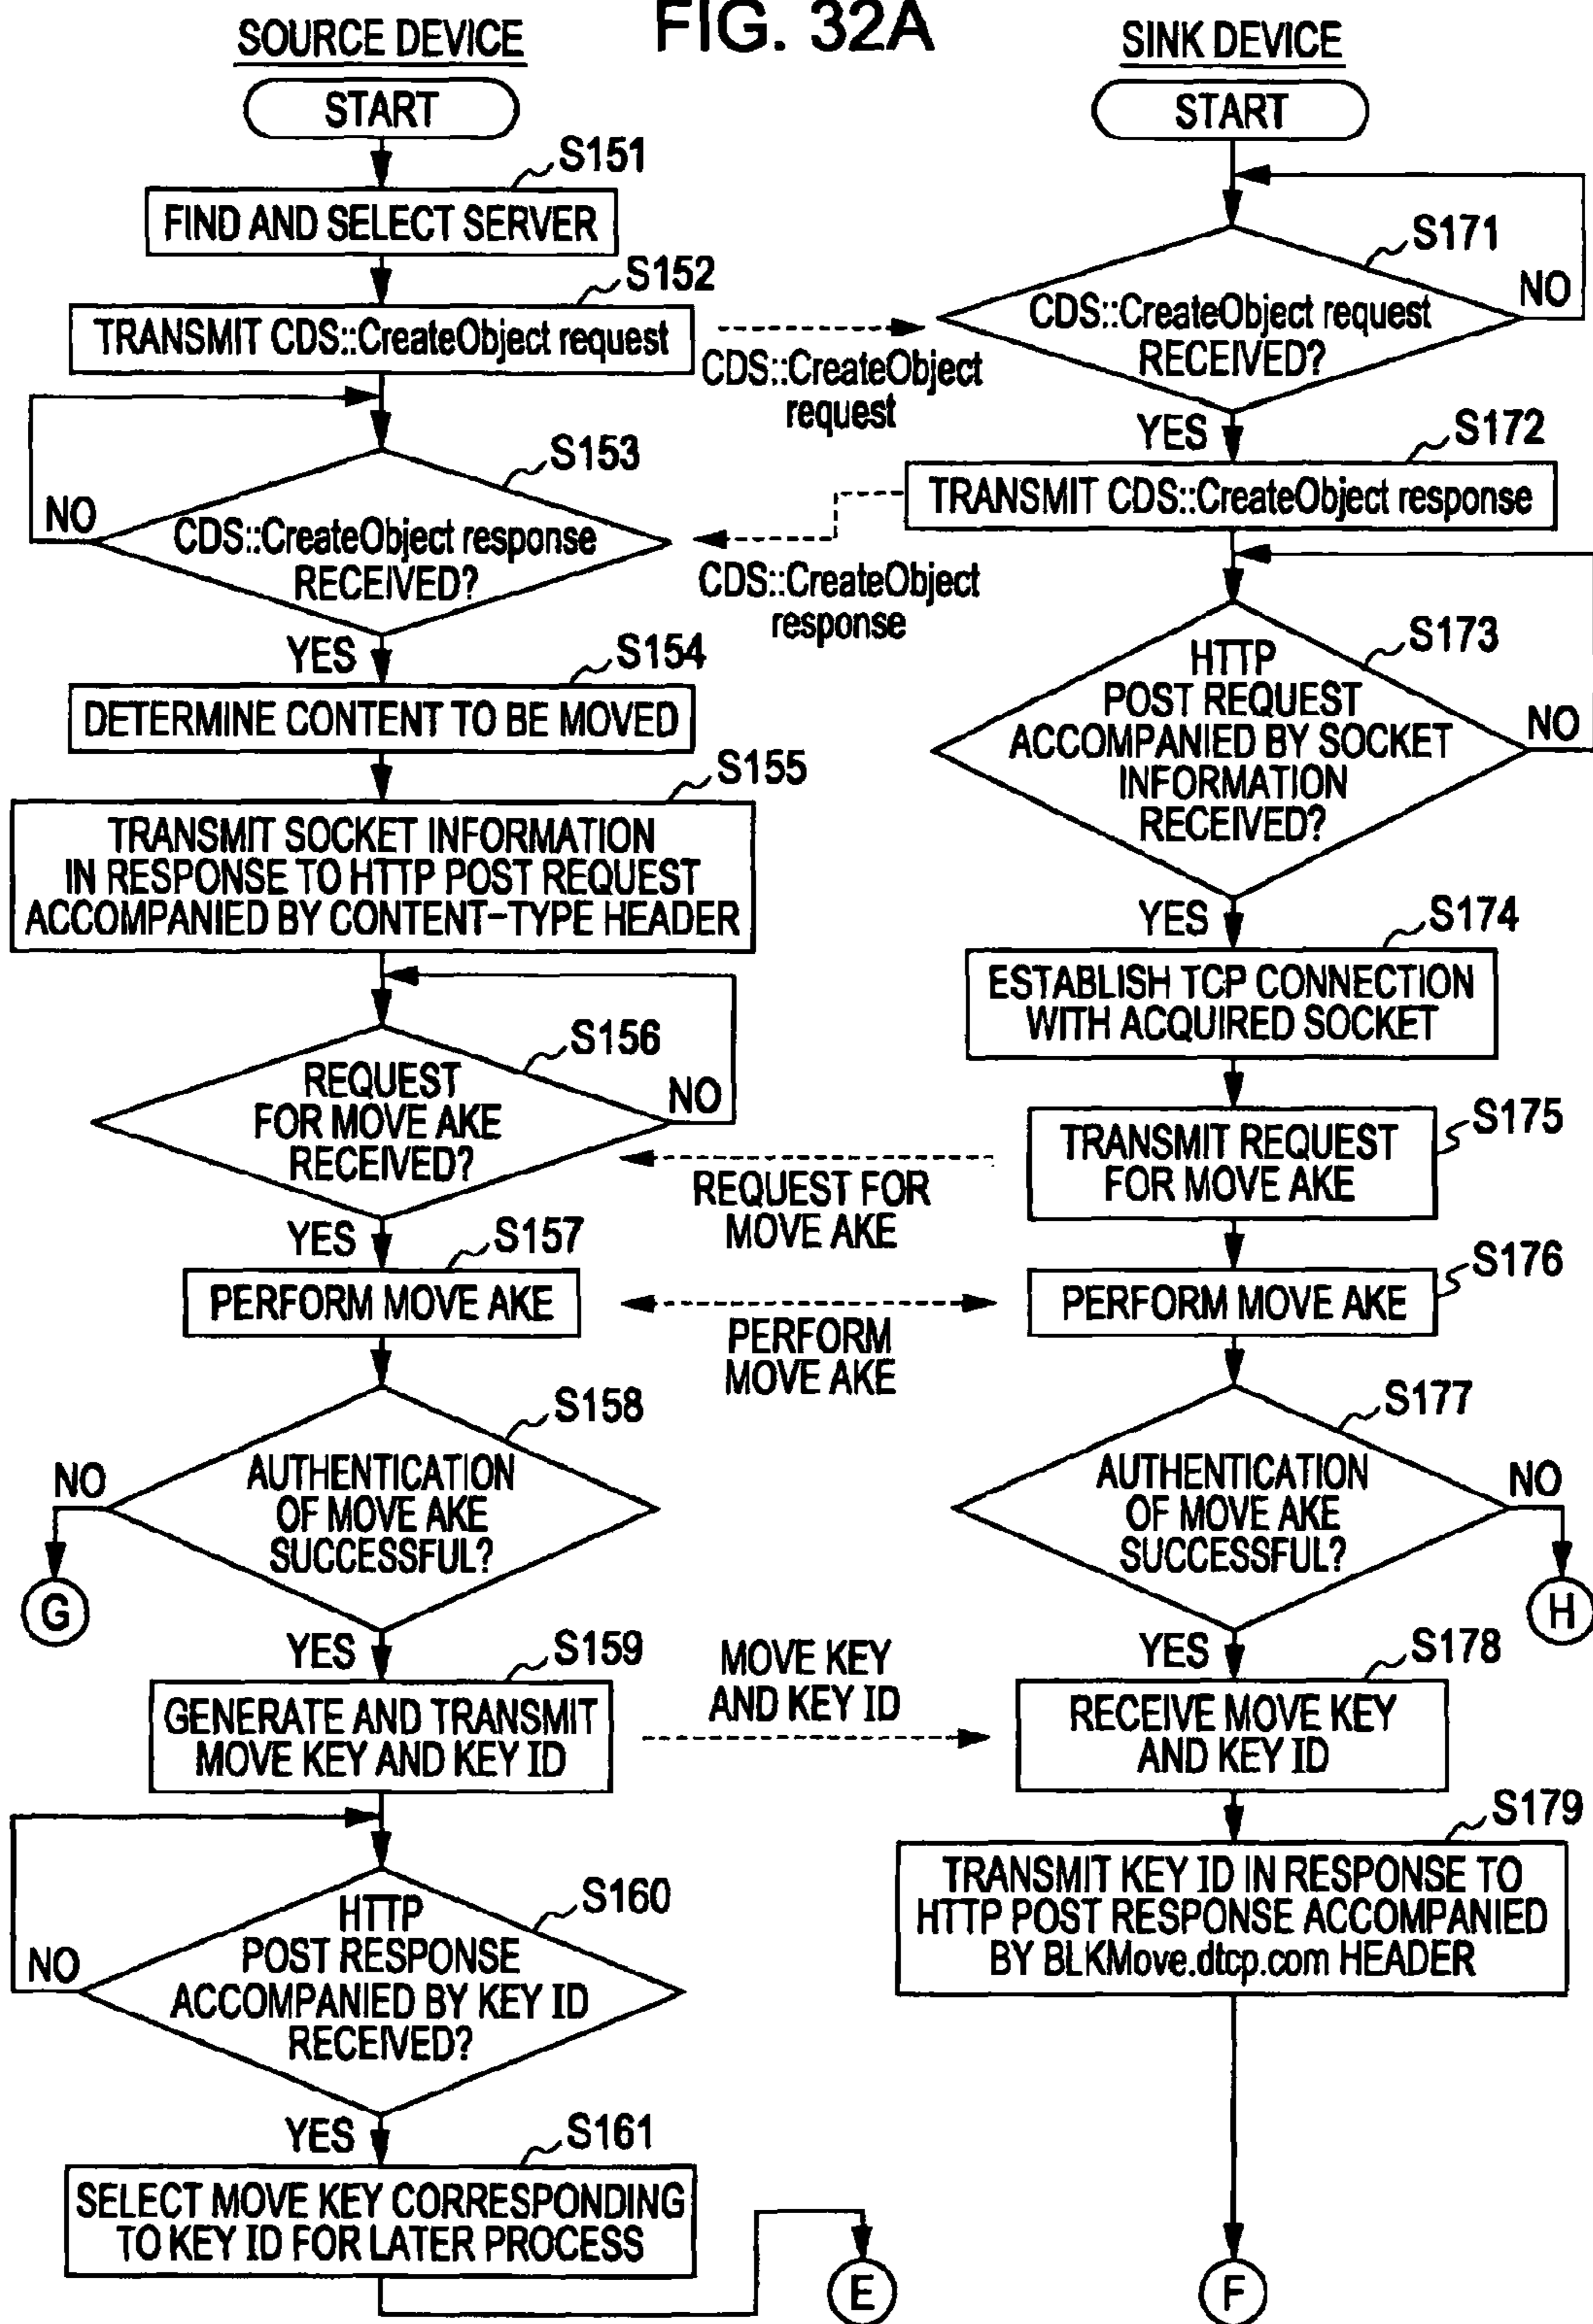 FIG. 32A
SOURCE DEVICE
START
S151
FIND AND SELECT SERVER
S152
TRANSMIT CDS::CreateObject request
CDS::CreateObject
request
S153
NO
CDS::CreateObject response
RECEIVED?
CDS::CreateObject
response
YES
S154
DETERMINE CONTENT TO BE MOVED
S155
TRANSMIT SOCKET INFORMATION
IN RESPONSE TO HTTP POST REQUEST
ACCOMPANIED BY CONTENT-TYPE HEADER
S156
REQUEST
FOR MOVE AKE
RECEIVED?
NO
REQUEST FOR
MOVE AKE
YES
S157
PERFORM MOVE AKE
PERFORM
MOVE AKE
S158
NO
AUTHENTICATION
OF MOVE AKE
SUCCESSFUL?
G
YES
S159
GENERATE AND TRANSMIT
MOVE KEY AND KEY ID
MOVE KEY
AND KEY ID
S160
HTTP
POST RESPONSE
ACCOMPANIED BY KEY ID
RECEIVED?
NO
YES
S161
SELECT MOVE KEY CORRESPONDING
TO KEY ID FOR LATER PROCESS
E
SINK DEVICE
START
S171
CDS::CreateObject request
RECEIVED?
NO
YES
S172
TRANSMIT CDS::CreateObject response
S173
HTTP
POST REQUEST
ACCOMPANIED BY SOCKET
INFORMATION
RECEIVED?
NO
YES
S174
ESTABLISH TCP CONNECTION
WITH ACQUIRED SOCKET
S175
TRANSMIT REQUEST
FOR MOVE AKE
S176
PERFORM MOVE AKE
S177
AUTHENTICATION
OF MOVE AKE
SUCCESSFUL?
NO
H
YES
S178
RECEIVE MOVE KEY
AND KEY ID
S179
TRANSMIT KEY ID IN RESPONSE TO
HTTP POST RESPONSE ACCOMPANIED
BY BLKMove.dtcp.com HEADER
F